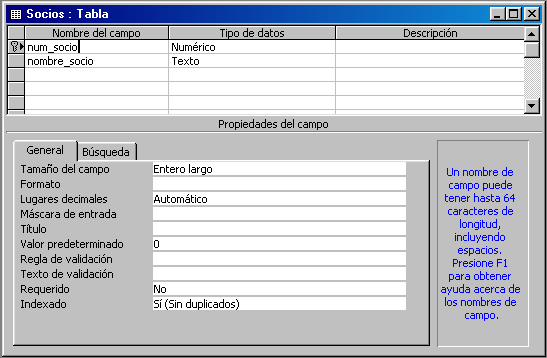 Socios : Tabla
Nombre del campo Tipo de datos Descripción
num_socio Numérico
nombre_socio Texto
Propiedades del campo
General Búsqueda
Tamaño del campo Entero largo
Formato
Lugares decimales Automático
Máscara de entrada
Título
Valor predeterminado 0
Regla de validación
Texto de validación
Requerido No
Indexado Sí (Sin duplicados)
Un nombre de
campo puede
tener hasta 64
caracteres de
longitud,
incluyendo
espacios.
Presione F1
para obtener
ayuda acerca de
los nombres de
campo.